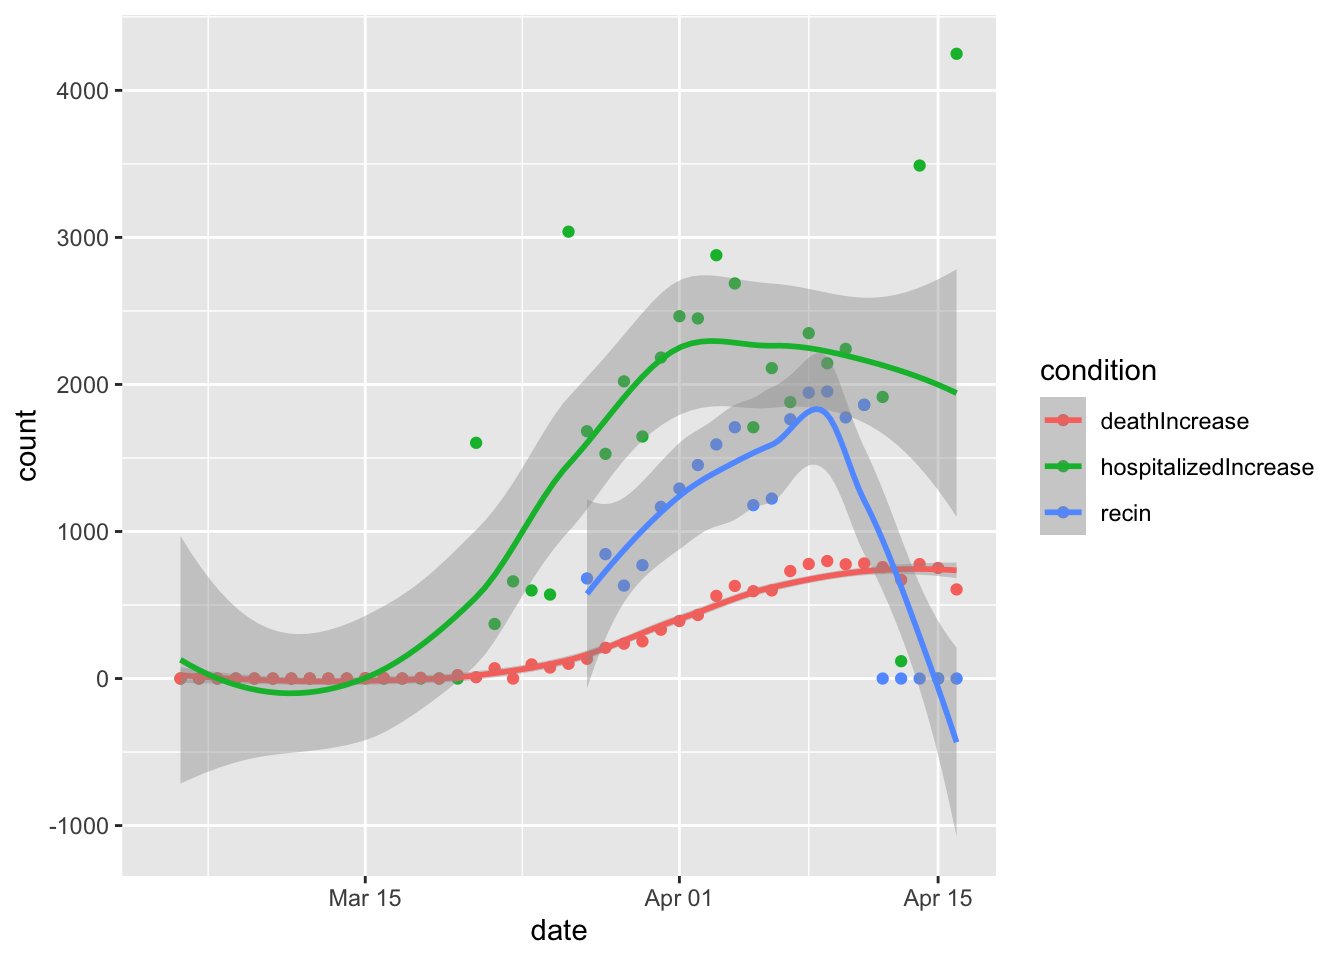 4000
3000
2000
1000
0
-1000
count
Mar 15
Apr 01
Apr 15
date
condition
deathIncrease
hospitalizedIncrease
recin